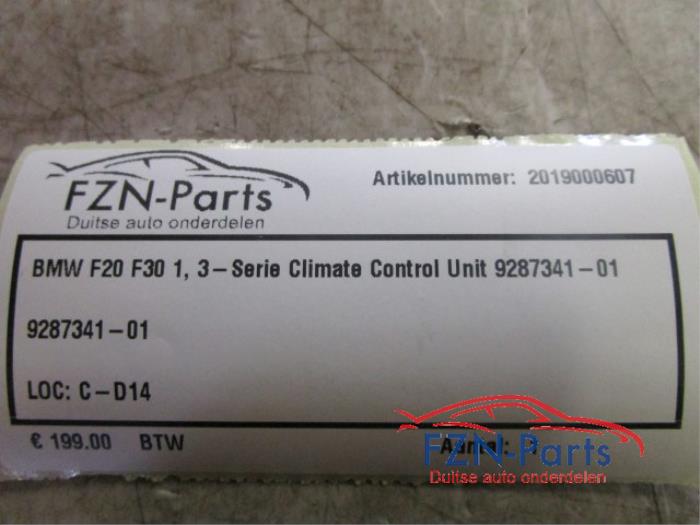 FZN-Parts
Duitse auto onderdelen
Artikelnummer: 2019000607
BMW F20 F30 1, 3-Serie Climate Control Unit 9287341-01
9287341-01
LOC: C-D14
€ 199.00 BTW
Aantal:
FZN-Parts
Duitse auto onderdelen